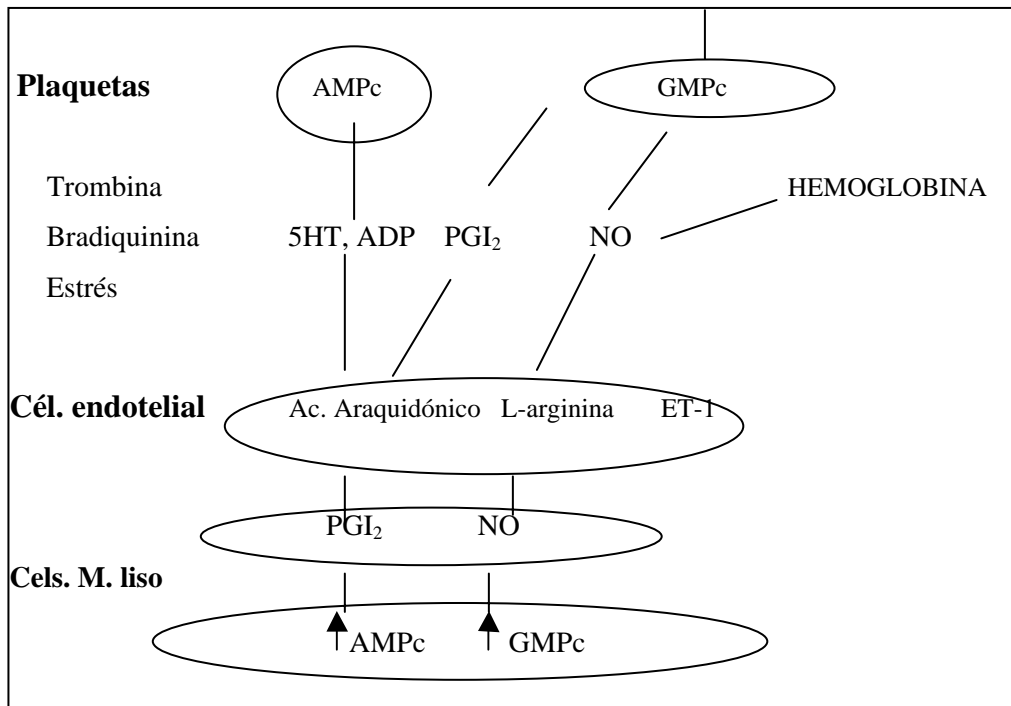 Plaquetas AMPc GMPc
Trombina HEMOGLOBINA
Bradiquinina 5HT, ADP PGI₂ NO
Estrés
Cél. endotelial Ac. Araquidónico L-arginina ET-1
PGI₂ NO
Cels. M. liso
AMPc GMPc